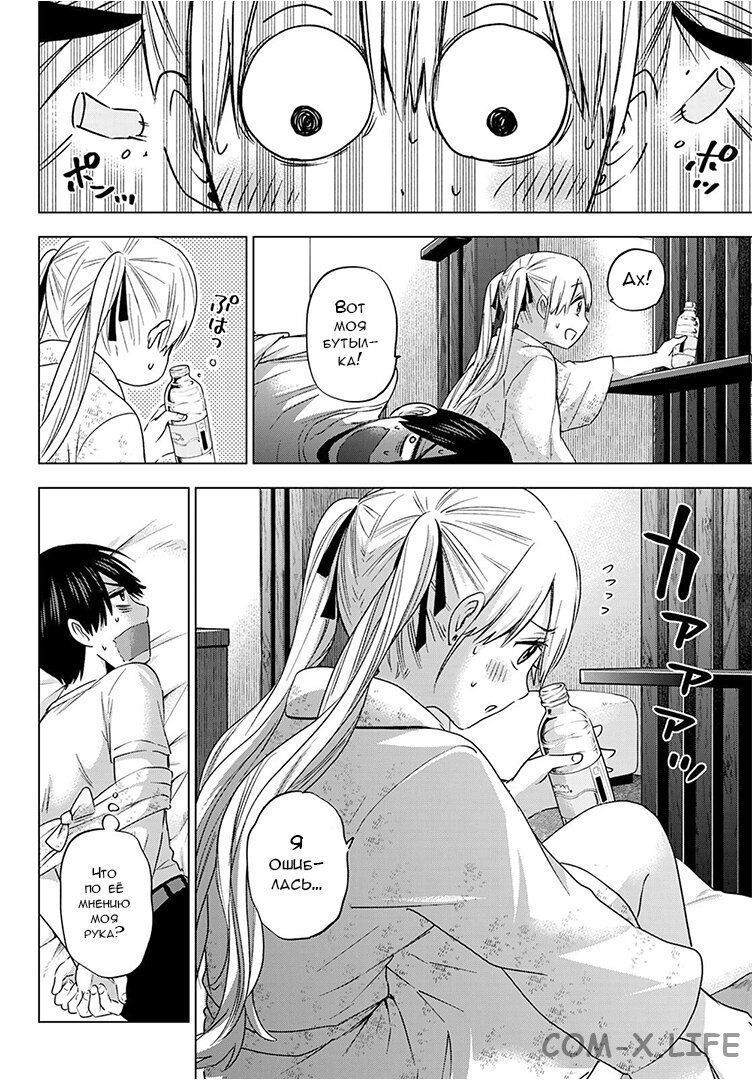 ポンッ
ポンッ
Ах!
Вот
моя
бутыл-
ка!
ぷはっ
カァァァッ
Я
ошиб-
лась...
Что
по её
мнению
моя
рука?
COM-X.LIFE